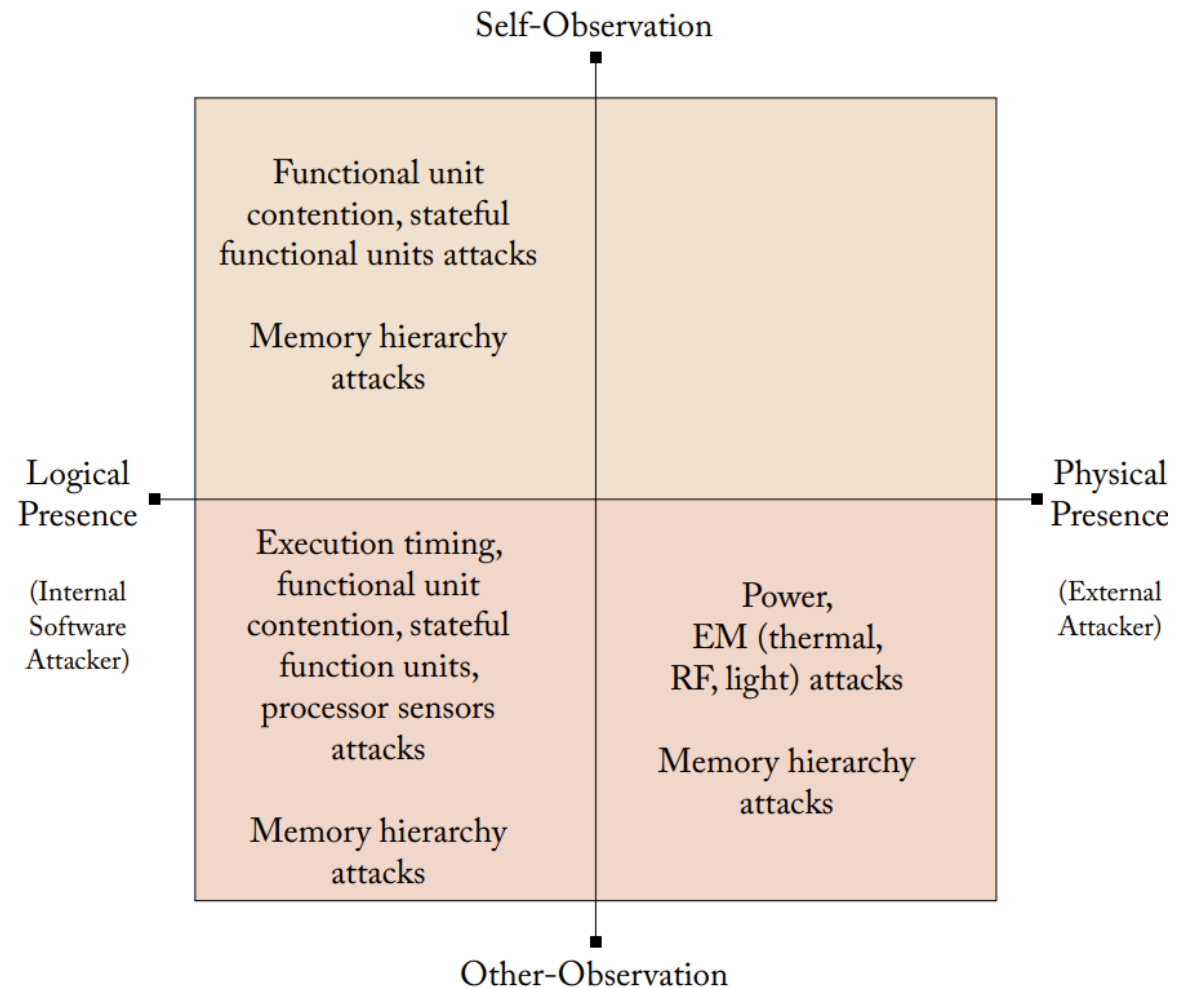 Self-Observation
Functional unit
contention, stateful
functional units attacks
Memory hierarchy
attacks
Logical
Presence
(Internal
Software
Attacker)
Physical
Presence
(External
Attacker)
Execution timing,
functional unit
contention, stateful
function units,
processor sensors
attacks
Memory hierarchy
attacks
Power,
EM (thermal,
RF, light) attacks
Memory hierarchy
attacks
Other-Observation